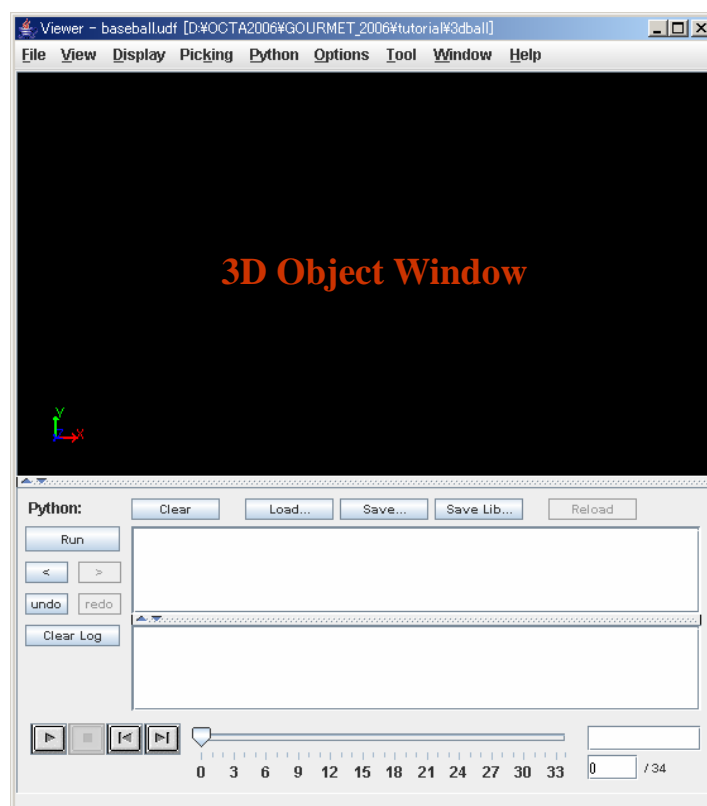 Viewer - baseball.udf [D:¥OCTA2006¥GOURMET_2006¥tutorial¥3dball]
File View Display Picking Python Options Tool Window Help
3D Object Window
Y
X
Python: Clear Load... Save... Save Lib... Reload
Run
< >
undo redo
Clear Log
0 3 6 9 12 15 18 21 24 27 30 33
0 / 34